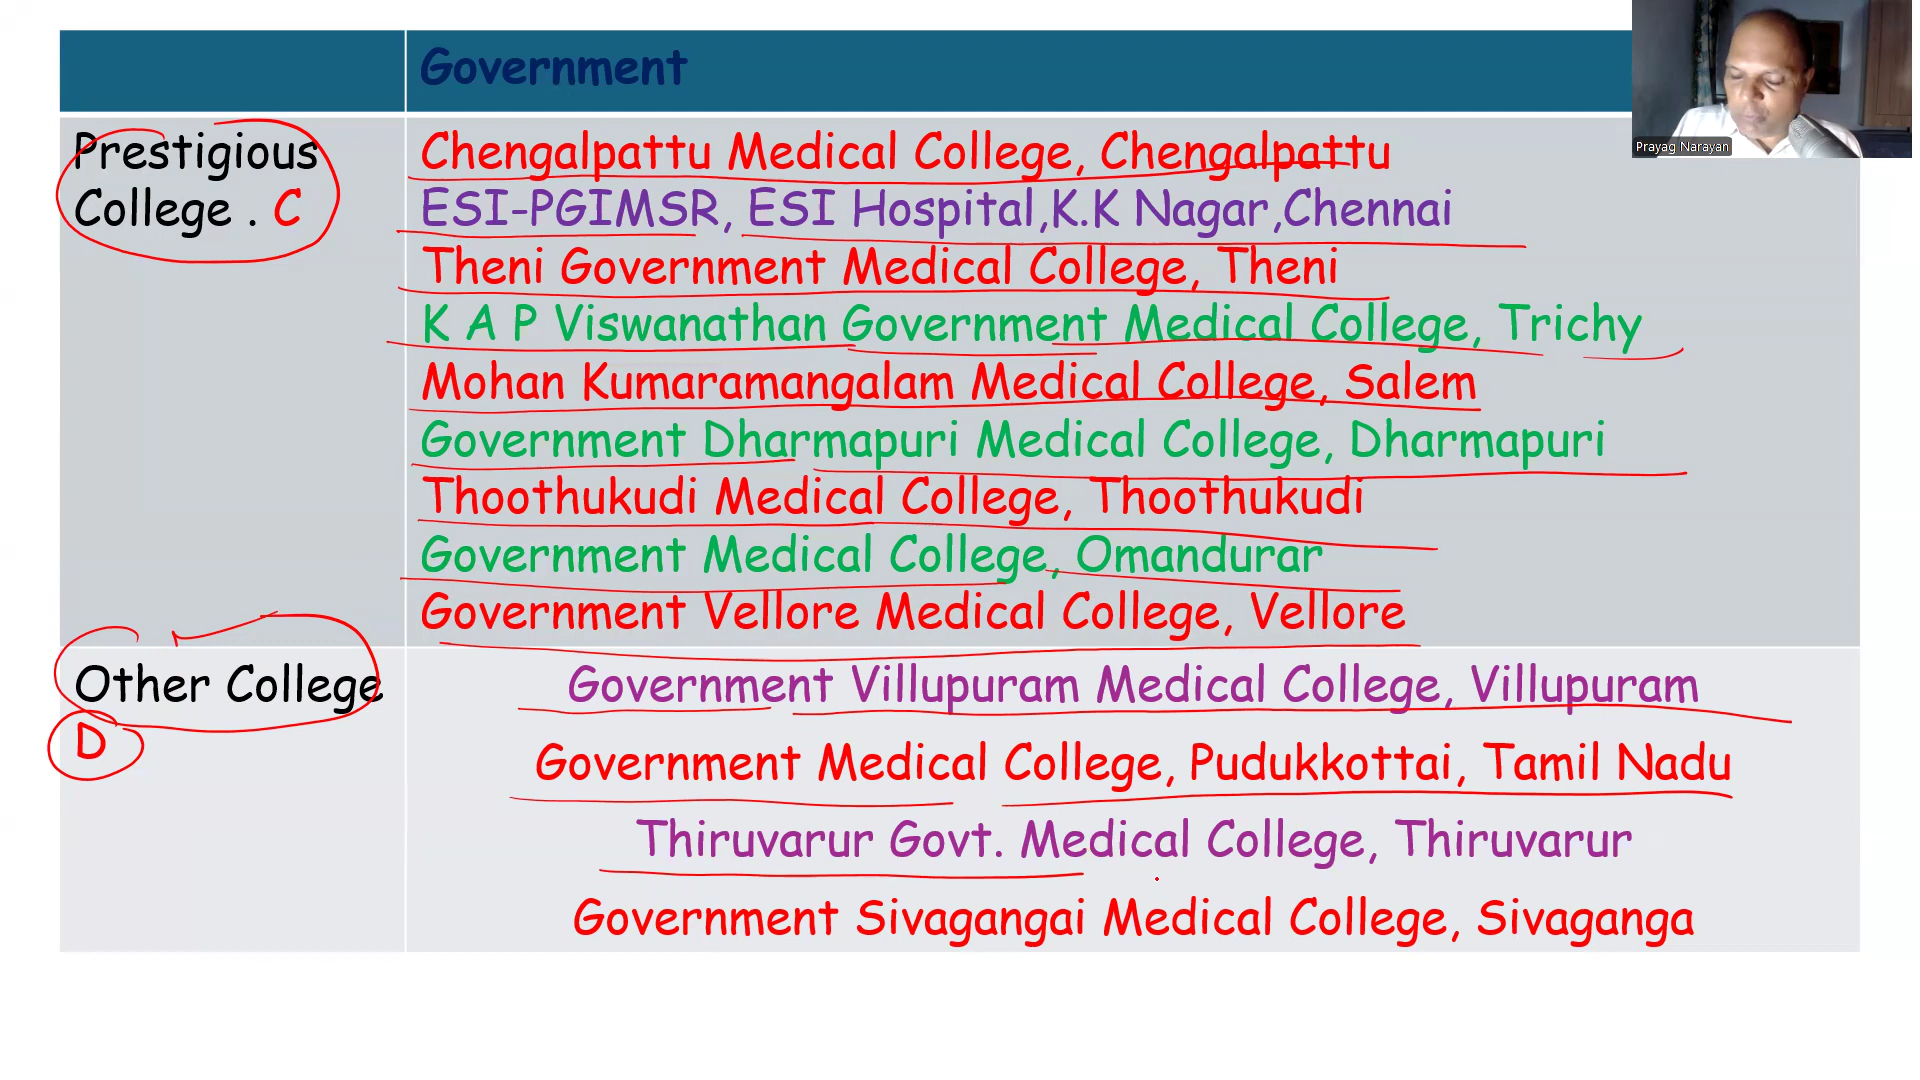 Government
Prayag Narayan
Prestigious
College . C
Chengalpattu Medical College, Chengalpattu
ESI-PGIMSR, ESI Hospital,K.K Nagar,Chennai
Theni Government Medical College, Theni
K A P Viswanathan Government Medical College, Trichy
Mohan Kumaramangalam Medical College, Salem
Government Dharmapuri Medical College, Dharmapuri
Thoothukudi Medical College, Thoothukudi
Government Medical College, Omandurar
Government Vellore Medical College, Vellore
Other College
D
Government Villupuram Medical College, Villupuram
Government Medical College, Pudukkottai, Tamil Nadu
Thiruvarur Govt. Medical College, Thiruvarur
Government Sivagangai Medical College, Sivaganga